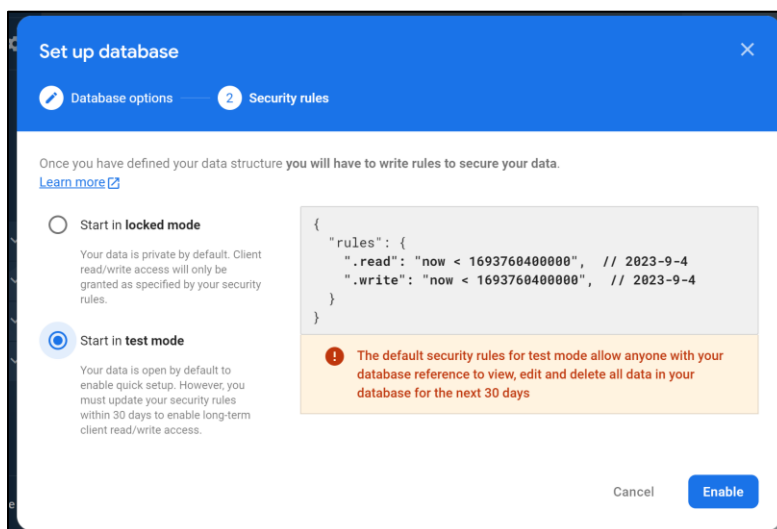 Set up database
Database options
2 Security rules
Once you have defined your data structure you will have to write rules to secure your data.
Learn more
Start in locked mode
Your data is private by default. Client
read/write access will only be
granted as specified by your security
rules.
Start in test mode
Your data is open by default to
enable quick setup. However, you
must update your security rules
within 30 days to enable long-term
client read/write access.
{
"rules": {
".read": "now < 1693760400000", // 2023-9-4
".write": "now < 1693760400000", // 2023-9-4
}
}
The default security rules for test mode allow anyone with your
database reference to view, edit and delete all data in your
database for the next 30 days
Cancel
Enable
e